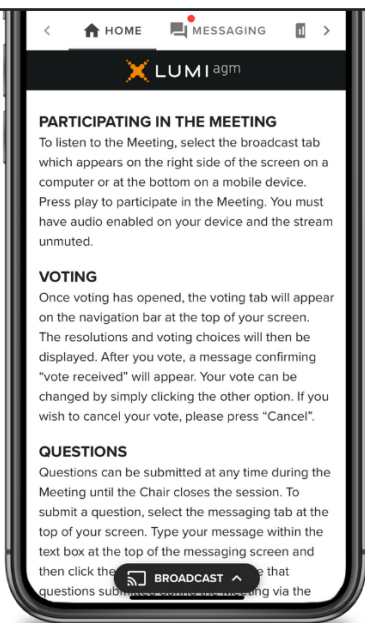 HOME MESSAGING
LUMI agm
PARTICIPATING IN THE MEETING
To listen to the Meeting, select the broadcast tab
which appears on the right side of the screen on a
computer or at the bottom on a mobile device.
Press play to participate in the Meeting. You must
have audio enabled on your device and the stream
unmuted.
VOTING
Once voting has opened, the voting tab will appear
on the navigation bar at the top of your screen.
The resolutions and voting choices will then be
displayed. After you vote, a message confirming
“vote received” will appear. Your vote can be
changed by simply clicking the other option. If you
wish to cancel your vote, please press “Cancel”.
QUESTIONS
Questions can be submitted at any time during the
Meeting until the Chair closes the session. To
submit a question, select the messaging tab at the
top of your screen. Type your message within the
text box at the top of the messaging screen and
then click the that
BROADCAST
questions via the